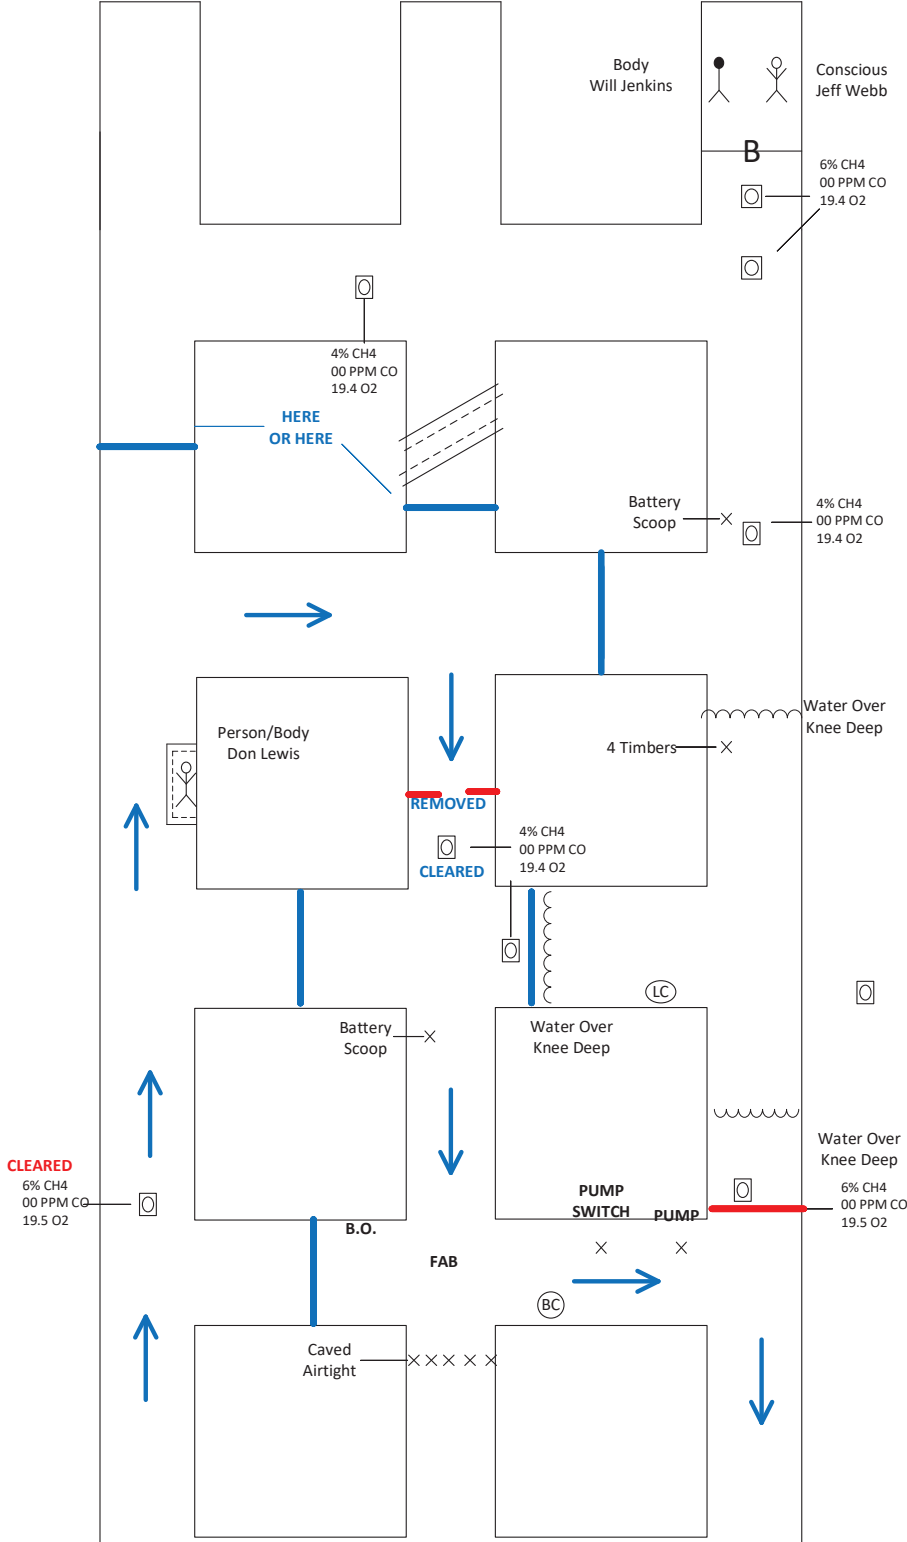 Body
Will Jenkins
Conscious
Jeff Webb
B
6% CH4
00 PPM CO
19.4 O2
4% CH4
00 PPM CO
19.4 O2
HERE
OR HERE
Battery
Scoop
4% CH4
00 PPM CO
19.4 O2
Person/Body
Don Lewis
Water Over
Knee Deep
4 Timbers
REMOVED
4% CH4
00 PPM CO
19.4 O2
CLEARED
LC
Battery
Scoop
Water Over
Knee Deep
Water Over
Knee Deep
CLEARED
6% CH4
00 PPM CO
19.5 O2
PUMP
SWITCH
PUMP
6% CH4
00 PPM CO
19.5 O2
B.O.
FAB
BC
Caved
Airtight